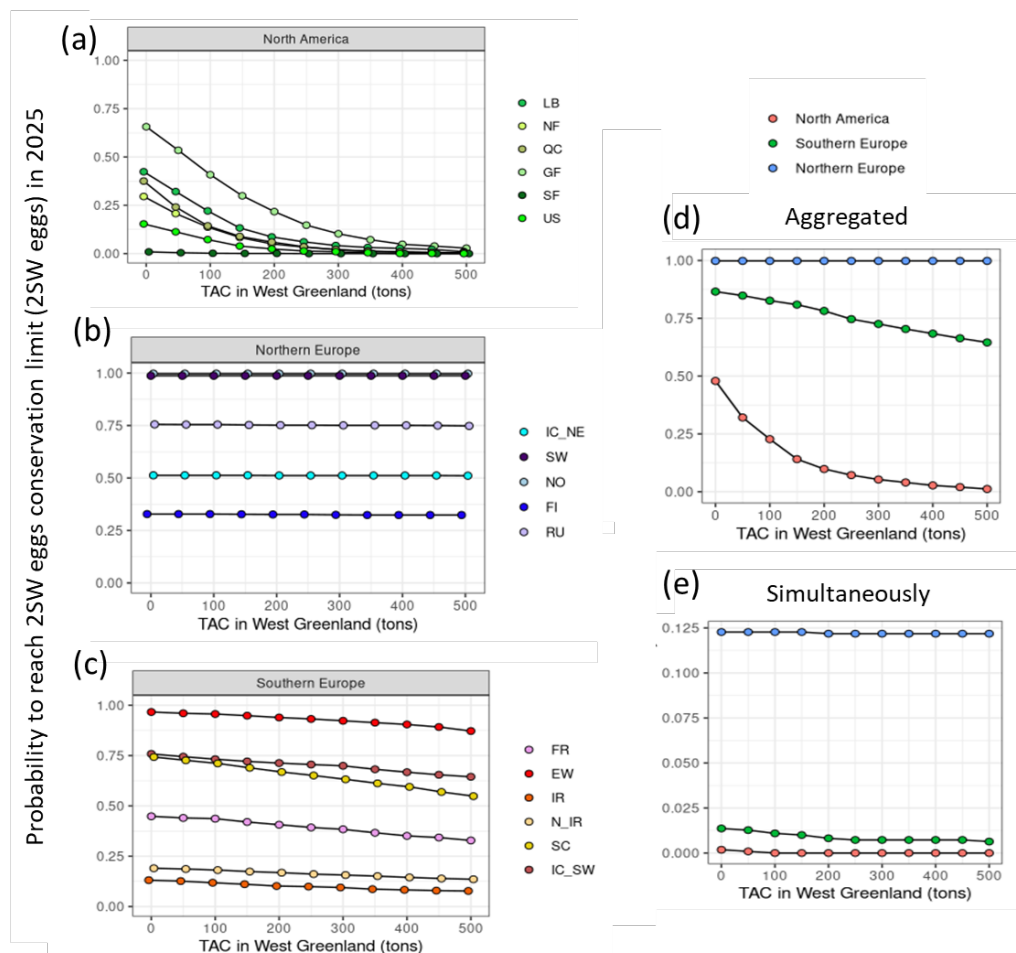 Probability to reach 2SW eggs conservation limit (2SW eggs) in 2025
(a)
North America
1.00
0.75
0.50
0.25
0.00
0 100 200 300 400 500
TAC in West Greenland (tons)
LB
NF
QC
GF
SF
US
(b)
Northern Europe
1.00
0.75
0.50
0.25
0.00
0 100 200 300 400 500
TAC in West Greenland (tons)
IC_NE
SW
NO
FI
RU
(c)
Southern Europe
1.00
0.75
0.50
0.25
0.00
0 100 200 300 400 500
TAC in West Greenland (tons)
FR
EW
IR
N_IR
SC
IC_SW
North America
Southern Europe
Northern Europe
(d)
Aggregated
1.00
0.75
0.50
0.25
0.00
0 100 200 300 400 500
TAC in West Greenland (tons)
(e)
Simultaneously
0.125
0.100
0.075
0.050
0.025
0.000
0 100 200 300 400 500
TAC in West Greenland (tons)